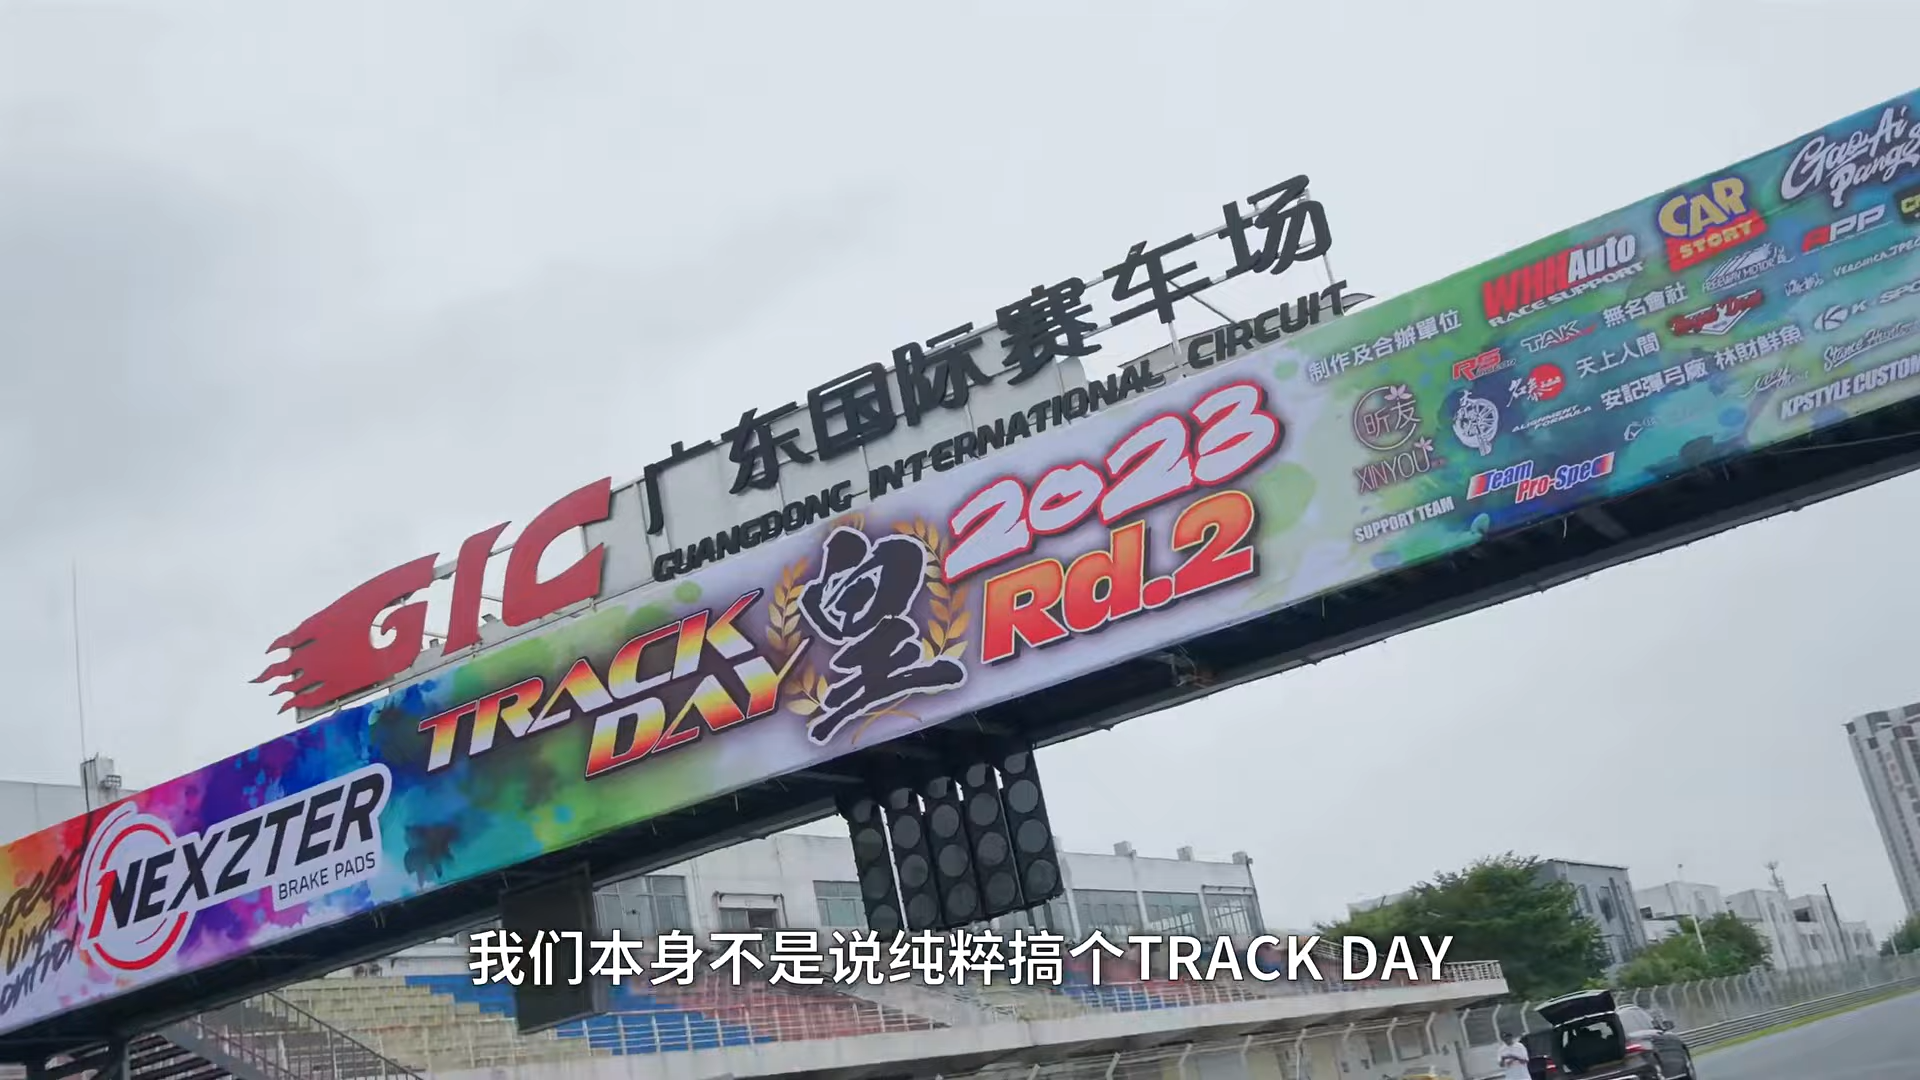 广东国际赛车场
GIC
GUANGDONG INTERNATIONAL CIRCUIT
NEXZTER
BRAKE PADS
TRACK
DAY
皇
2023
Rd.2
制作及合辦單位
WHHAuto
RACE SUPPORT
CAR
STORY
GaoAi
昕友
XINYOU
RS
TAK
無名會社
天上人間
ALIGNMENT
FORMULA
安記彈弓廠
林財鮮魚
KPSTYLE CUSTOM
SUPPORT TEAM
Team
Pro-Spec
我们本身不是说纯粹搞个TRACK DAY